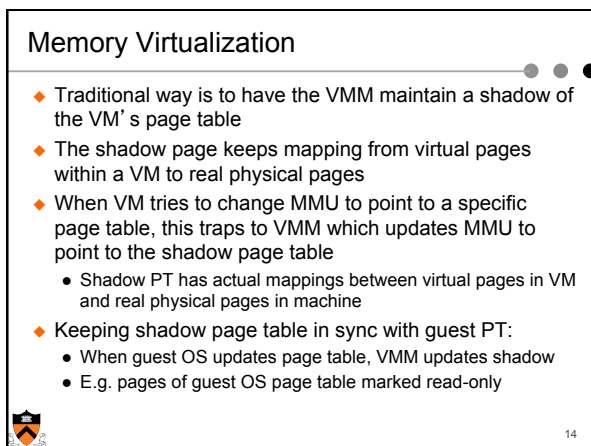 Memory Virtualization
◆ Traditional way is to have the VMM maintain a shadow of
the VM's page table
◆ The shadow page keeps mapping from virtual pages
within a VM to real physical pages
◆ When VM tries to change MMU to point to a specific
page table, this traps to VMM which updates MMU to
point to the shadow page table
● Shadow PT has actual mappings between virtual pages in VM
and real physical pages in machine
◆ Keeping shadow page table in sync with guest PT:
● When guest OS updates page table, VMM updates shadow
● E.g. pages of guest OS page table marked read-only
14